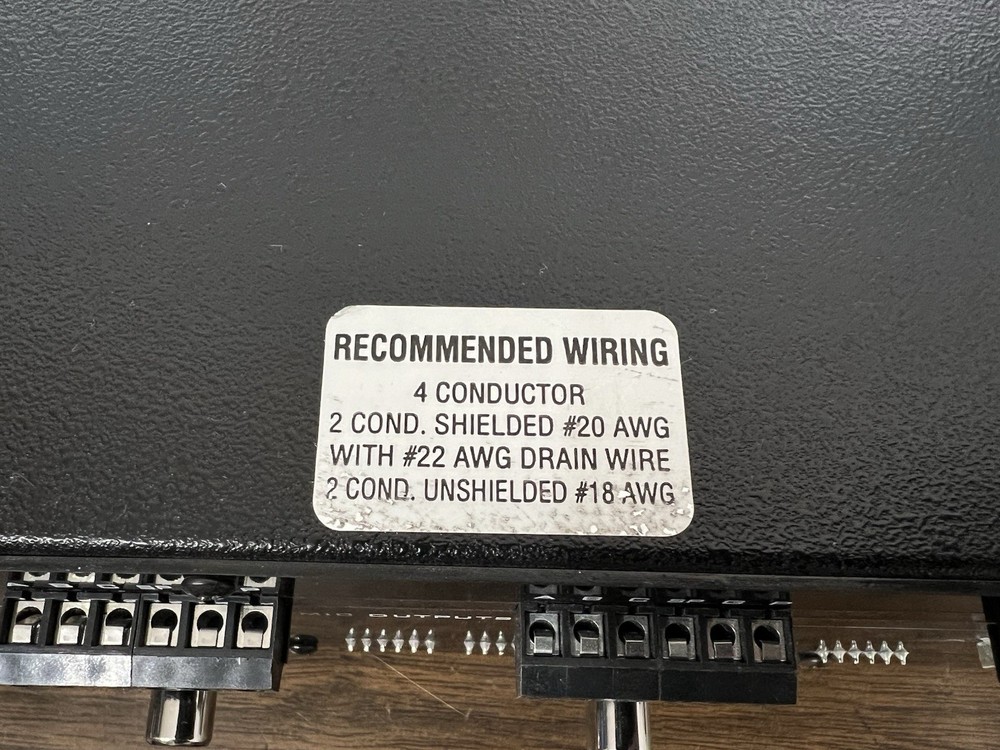 RECOMMENDED WIRING
4 CONDUCTOR
2 COND. SHIELDED #20 AWG
WITH #22 AWG DRAIN WIRE
2 COND. UNSHIELDED #18 AWG
OUTPUTS